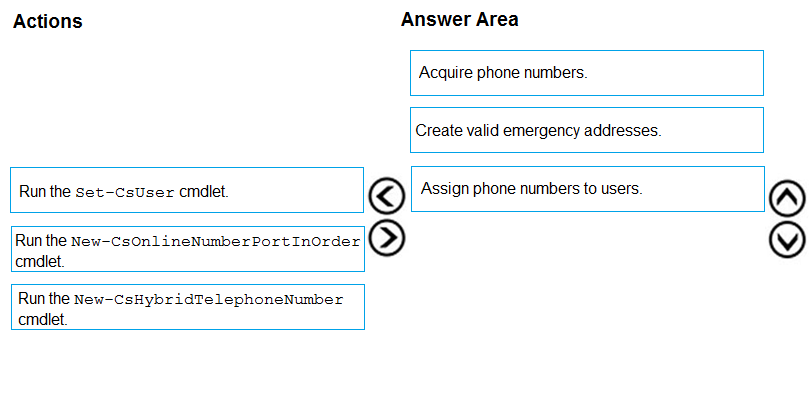 Actions
Answer Area
Acquire phone numbers.
Create valid emergency addresses.
Assign phone numbers to users.
Run the Set-CsUser cmdlet.
Run the New-CsOnlineNumberPortInOrder
cmdlet.
Run the New-CsHybridTelephoneNumber
cmdlet.